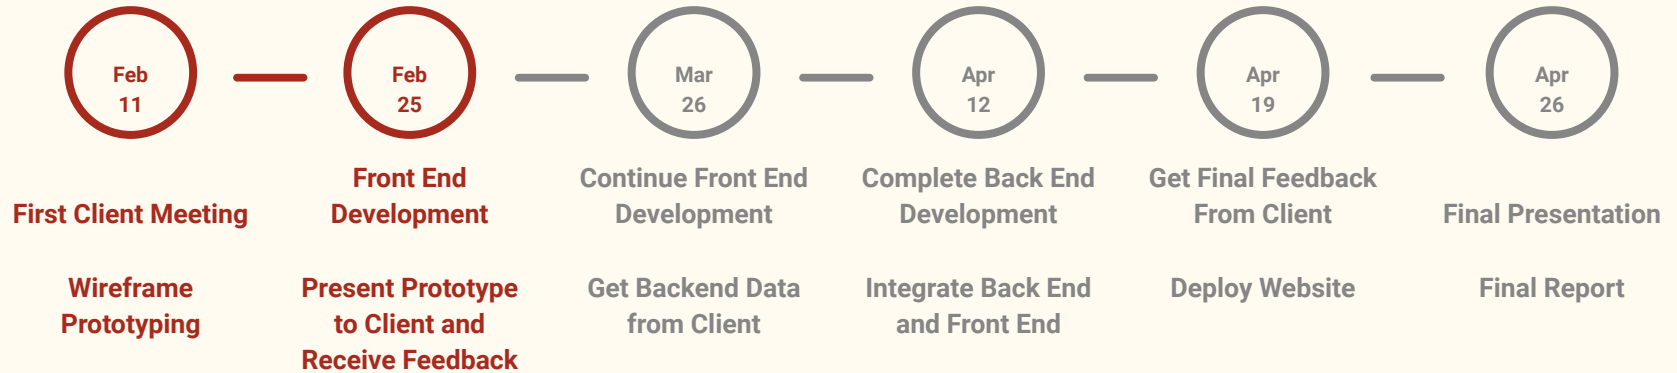 Feb
11
First Client Meeting
Wireframe
Prototyping
Feb
25
Front End
Development
Present Prototype
to Client and
Receive Feedback
Mar
26
Continue Front End
Development
Get Backend Data
from Client
Apr
12
Complete Back End
Development
Integrate Back End
and Front End
Apr
19
Get Final Feedback
From Client
Deploy Website
Apr
26
Final Presentation
Final Report